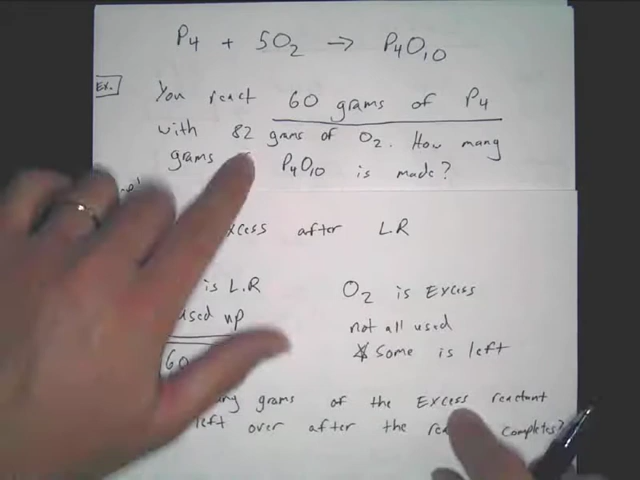 P4 + 5O2 → P4O10
Ex.
You react 60 grams of P4
with 82 grams of O2. How many
grams P4O10 is made?
after L.R
is L.R
used up
60
O2 is Excess
not all used
Some is left
grams of the Excess reactant
left over after the completes?